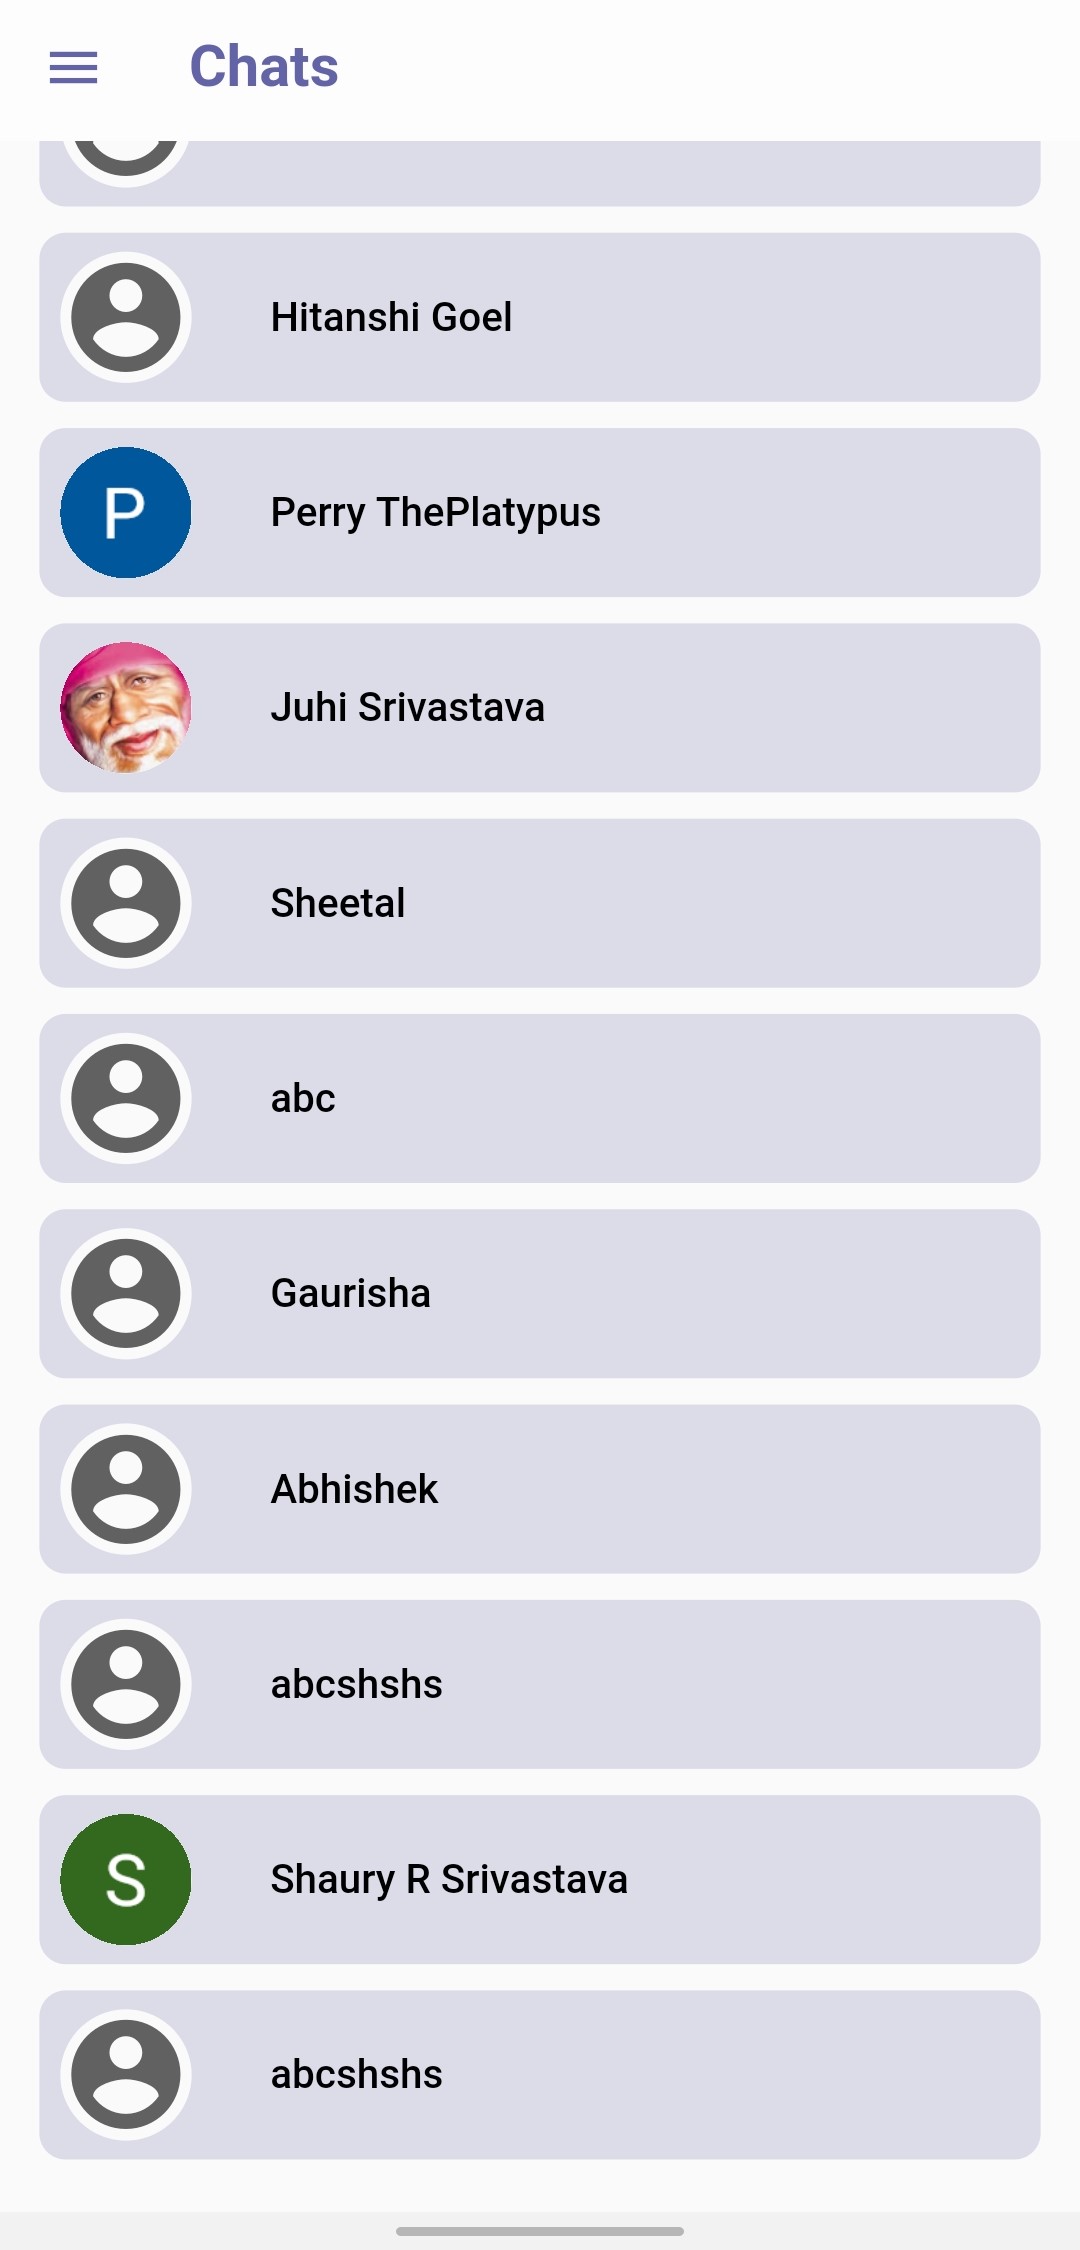 Chats
Hitanshi Goel
P
Perry ThePlatypus
Juhi Srivastava
Sheetal
abc
Gaurisha
Abhishek
abcshshs
S
Shaury R Srivastava
abcshshs